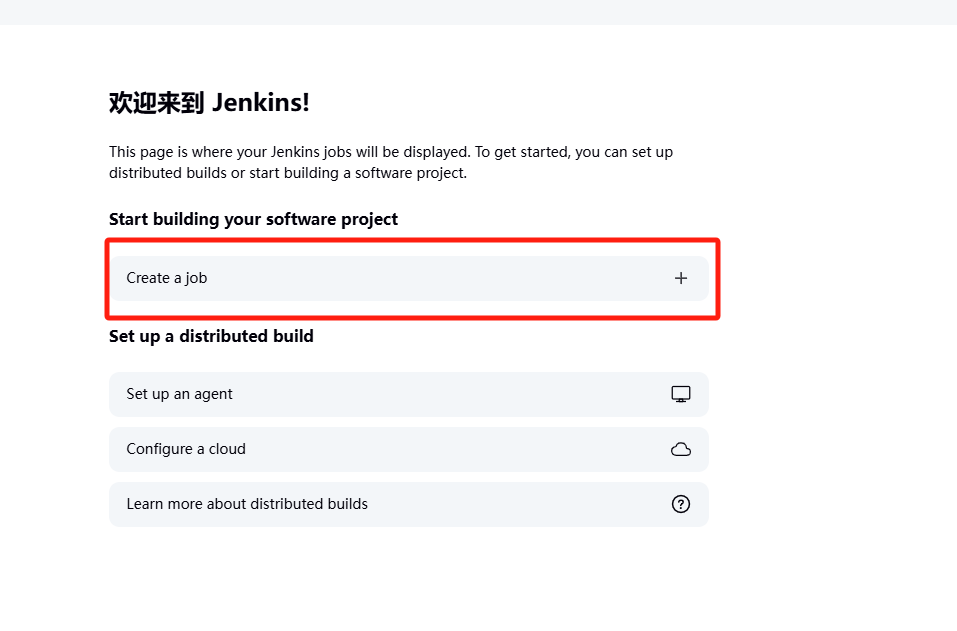 欢迎来到 Jenkins!
This page is where your Jenkins jobs will be displayed. To get started, you can set up
distributed builds or start building a software project.
Start building your software project
Create a job
Set up a distributed build
Set up an agent
Configure a cloud
Learn more about distributed builds